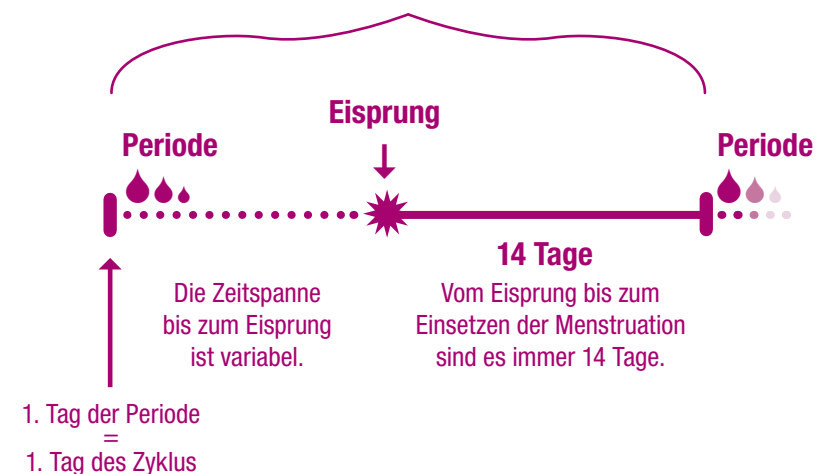 Eisprung
Periode
Periode
14 Tage
Die Zeitspanne
bis zum Eisprung
ist variabel.
Vom Eisprung bis zum
Einsetzen der Menstruation
sind es immer 14 Tage.
1. Tag der Periode
=
1. Tag des Zyklus